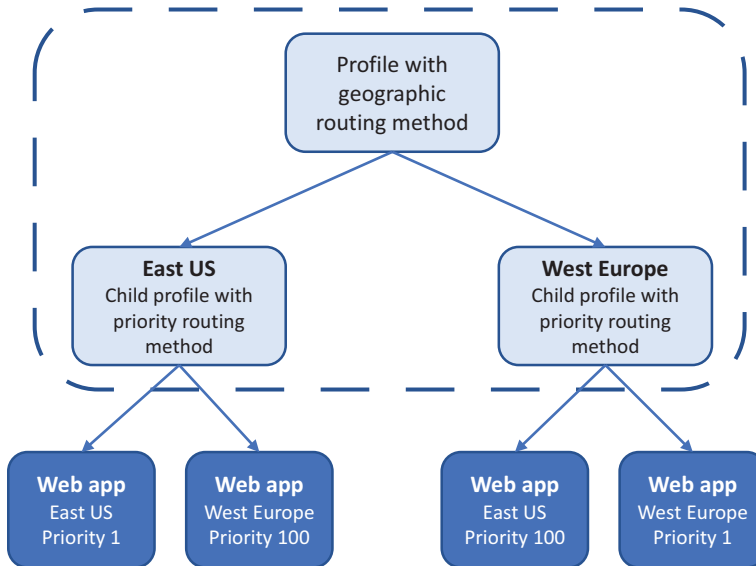 Profile with
geographic
routing method
East US
Child profile with
priority routing
method
West Europe
Child profile with
priority routing
method
Web app
East US
Priority 1
Web app
West Europe
Priority 100
Web app
East US
Priority 100
Web app
West Europe
Priority 1